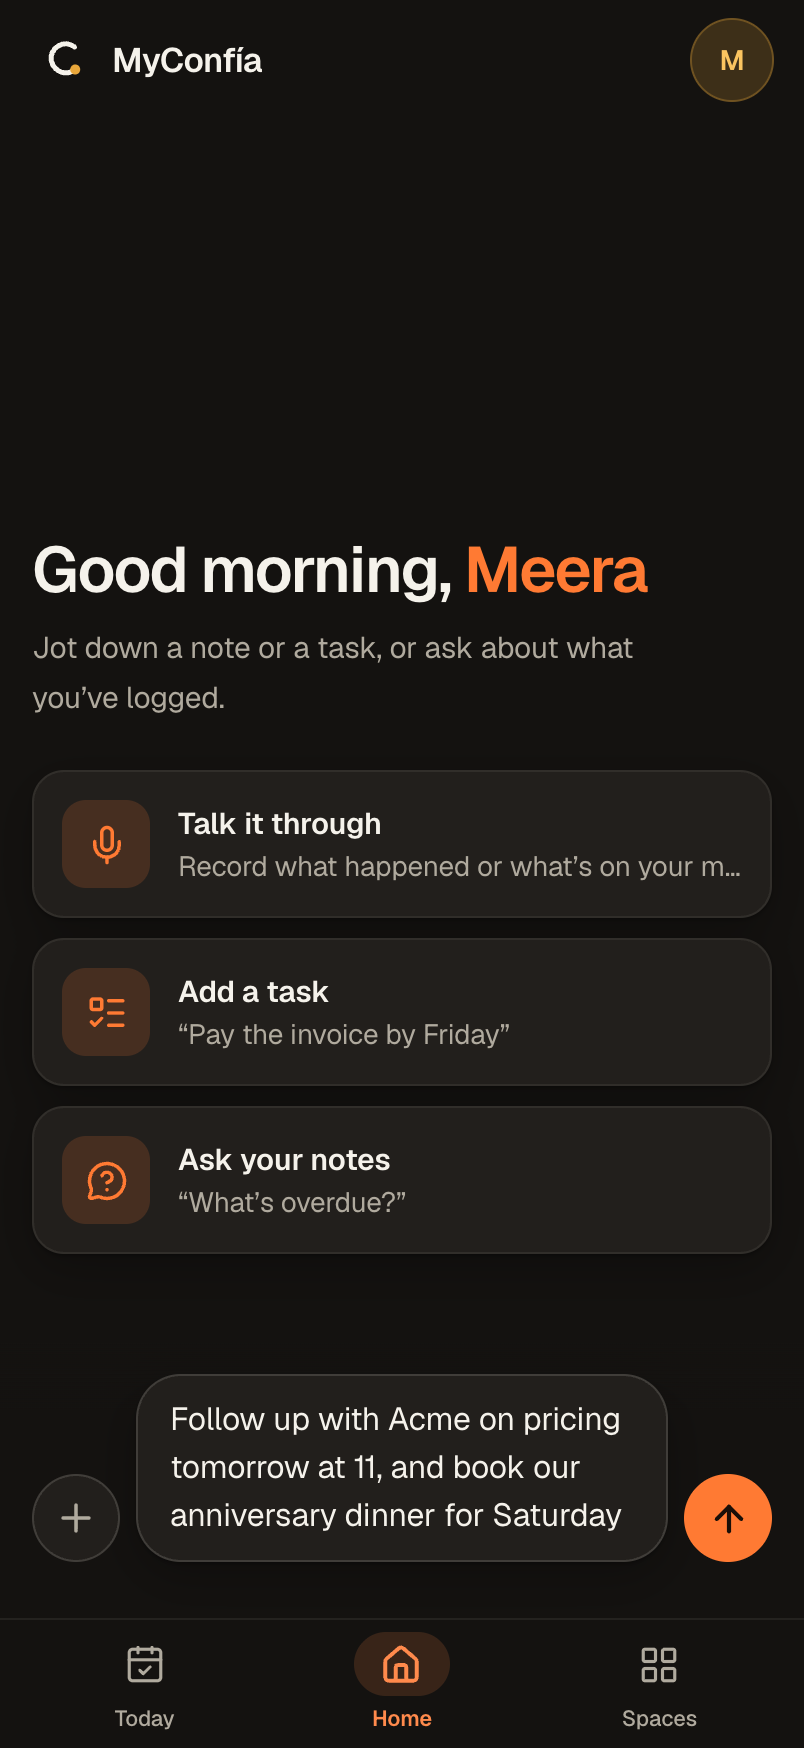 MyConfía
M
Good morning, Meera
Jot down a note or a task, or ask about what
you’ve logged.
Talk it through
Record what happened or what’s on your m...
Add a task
“Pay the invoice by Friday”
Ask your notes
“What’s overdue?”
Follow up with Acme on pricing
tomorrow at 11, and book our
anniversary dinner for Saturday
Today
Home
Spaces